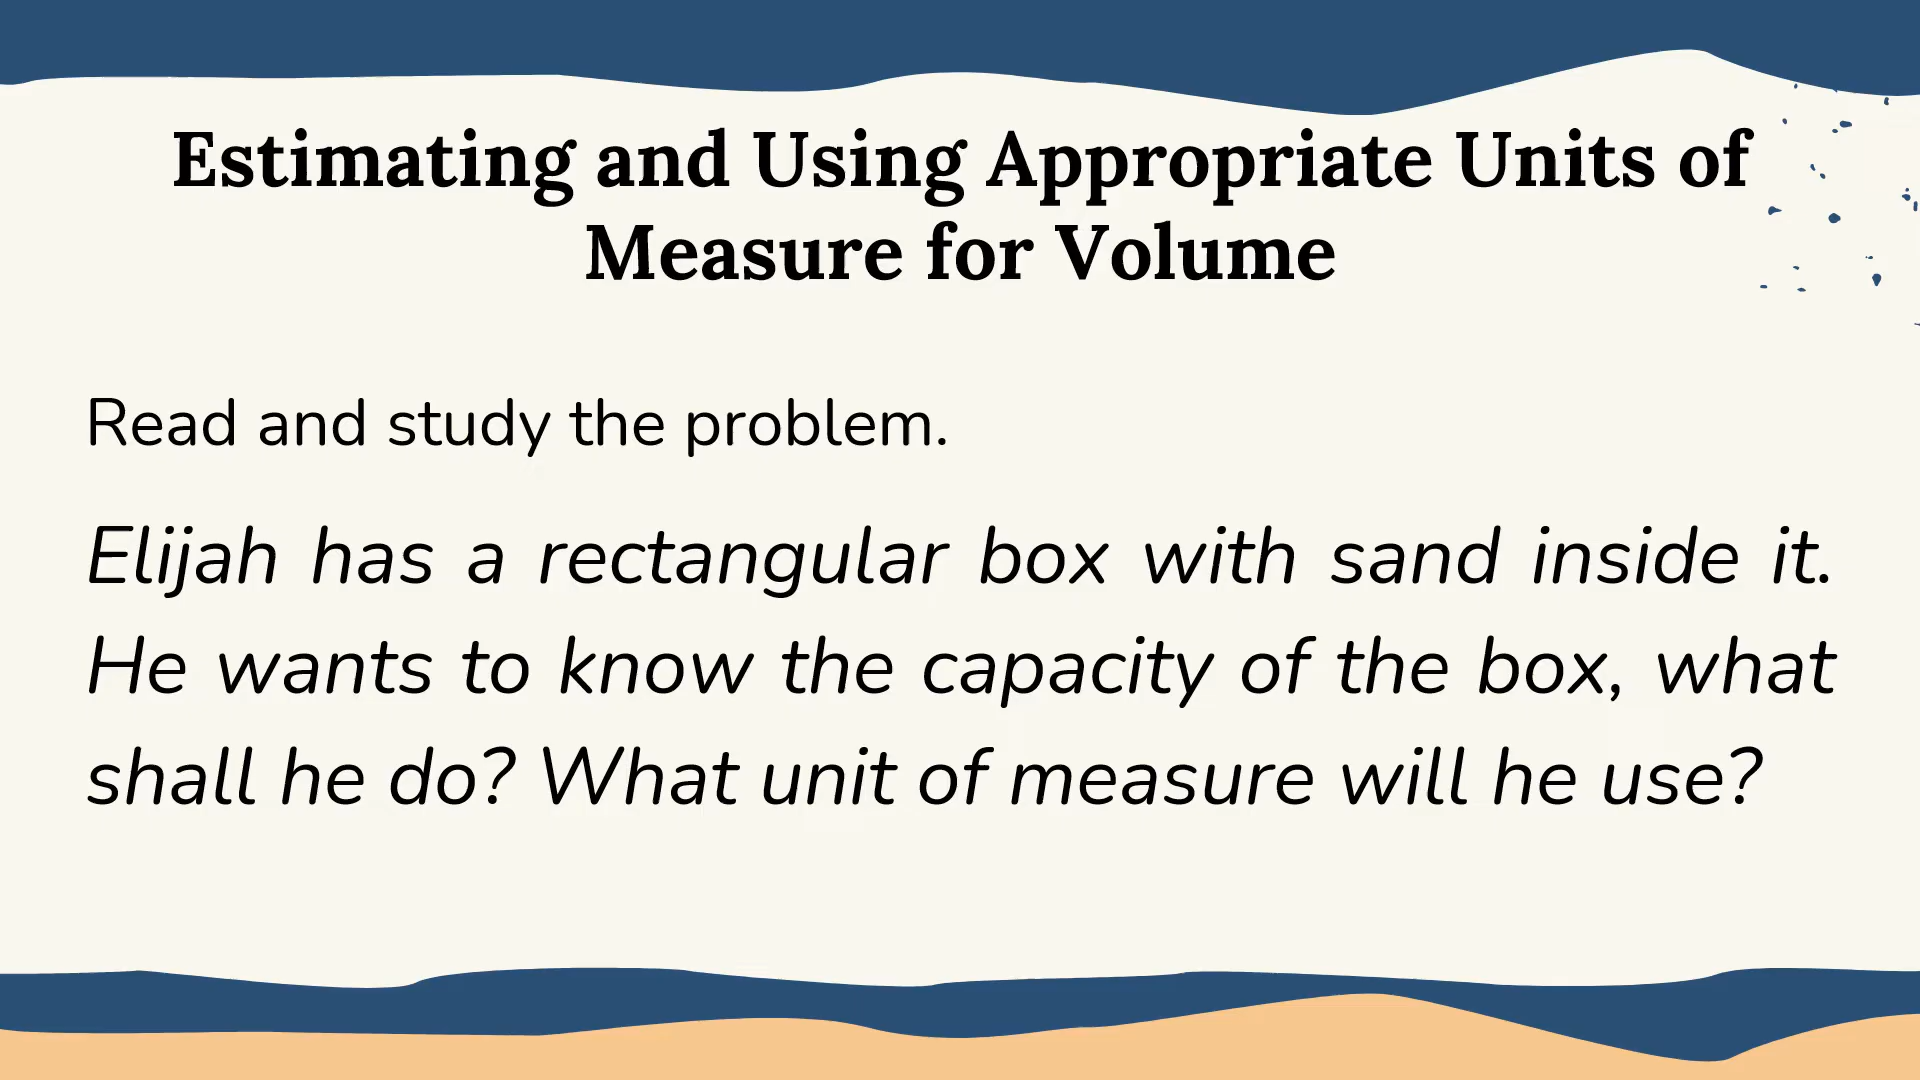 Estimating and Using Appropriate Units of
Measure for Volume
Read and study the problem.
Elijah has a rectangular box with sand inside it.
He wants to know the capacity of the box, what
shall he do? What unit of measure will he use?